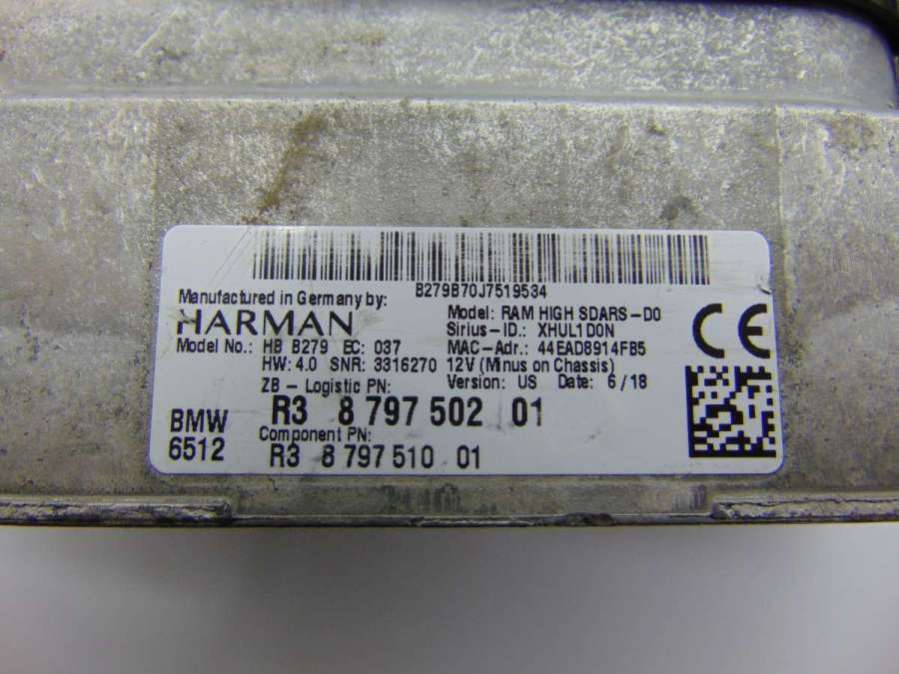 B279B70J7519534
Manufactured in Germany by:
HARMAN
Model: RAM HIGH SDARS-DO
Sirius-ID.: XHUL1D0N
Model No.: HB B279 EC: 037
MAC-Adr.: 44EAD8914FB5
HW: 4.0 SNR: 3316270
12V (Minus on Chassis)
ZB - Logistic PN:
Version: US Date: 6/18
R3 8 797 502 01
BMW
6512
Component PN:
R3 8 797 510 01
CE